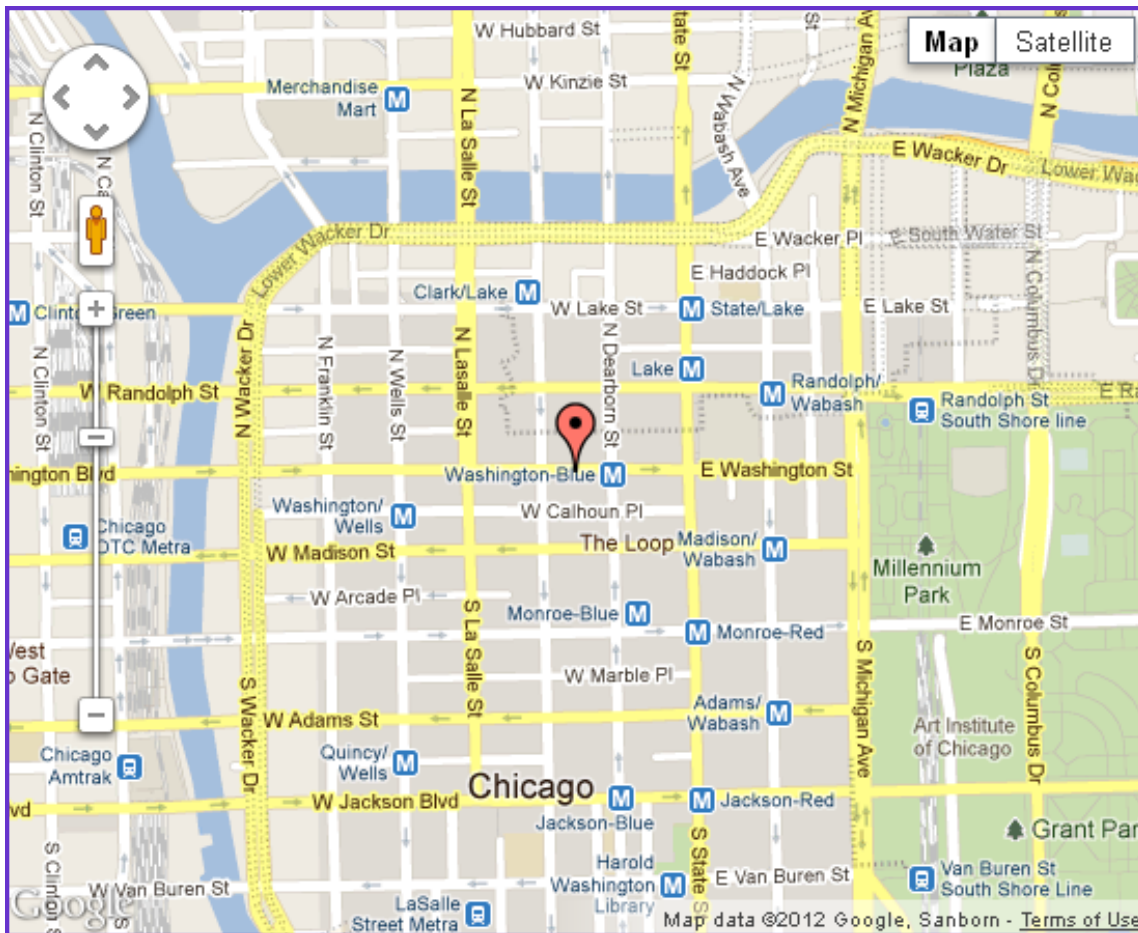 W Hubbard St
Map
Satellite
Plaza
W Kinzie St
Merchandise
Mart
N La Salle St
State St
N Wabash Ave
N Michigan Av
N Clinton St
E Wacker Dr
Lower Wac
Lower Wacker Dr
E Wacker Pl
E South Water St
E Haddock Pl
N Columbus Dr
Clark/Lake
W Lake St
State/Lake
E Lake St
Green
N Clinton St
N Wacker Dr
N Franklin St
N Wells St
N Lasalle St
N Dearborn St
Lake
W Randolph St
Randolph/
Wabash
Randolph St
South Shore line
Washington-Blue
E Washington St
Washington/
Wells
W Calhoun Pl
Chicago
OTC Metra
W Madison St
The Loop
Madison/
Wabash
Millennium
Park
W Arcade Pl
S La Salle St
Monroe-Blue
Monroe-Red
E Monroe St
Gate
S Wacker Dr
W Marble Pl
S Michigan Ave
S Columbus Dr
W Adams St
Adams/
Wabash
Art Institute
of Chicago
Chicago
Amtrak
Quincy/
Wells
Chicago
W Jackson Blvd
Jackson-Blue
Jackson-Red
Grant Par
S Clinton St
Harold
Washington
Library
S State S
E Van Buren St
Van Buren St
South Shore Line
W Van Buren St
LaSalle
Street Metra
Google
Map data ©2012 Google, Sanborn - Terms of Use